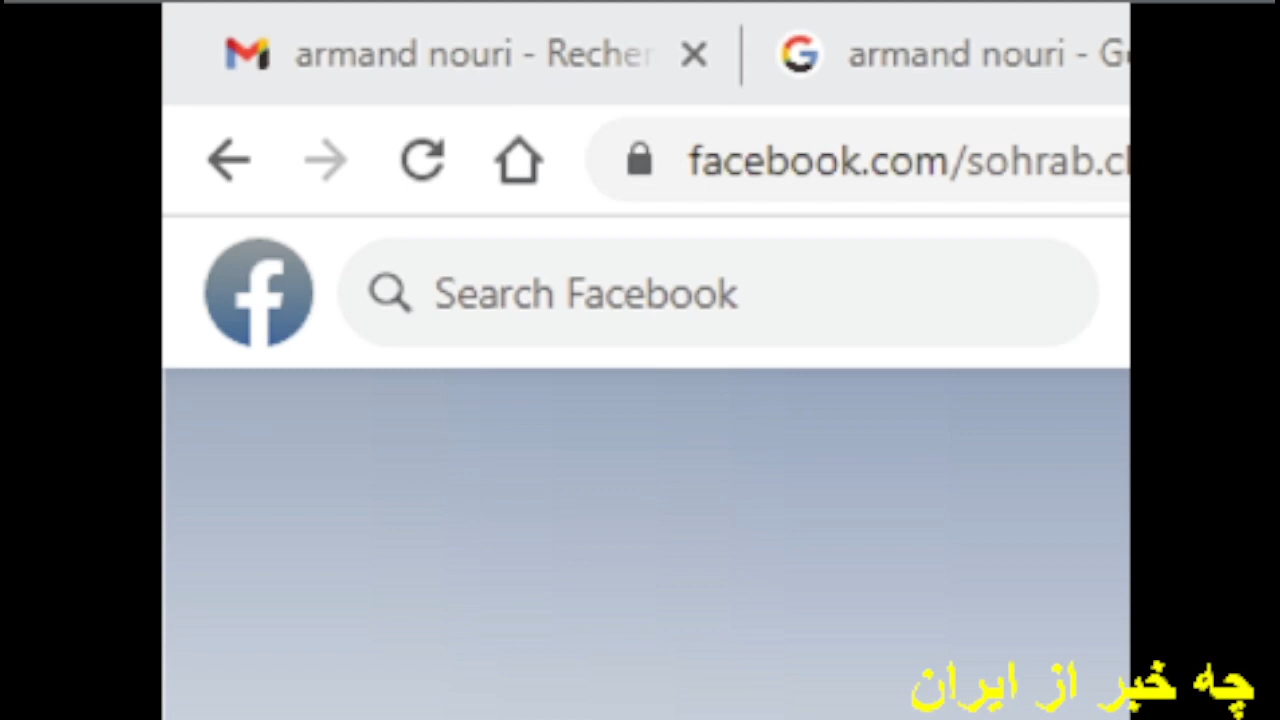 armand nouri - Recher
armand nouri - G
facebook.com/sohrab.c
Search Facebook
چه خبر از ایران